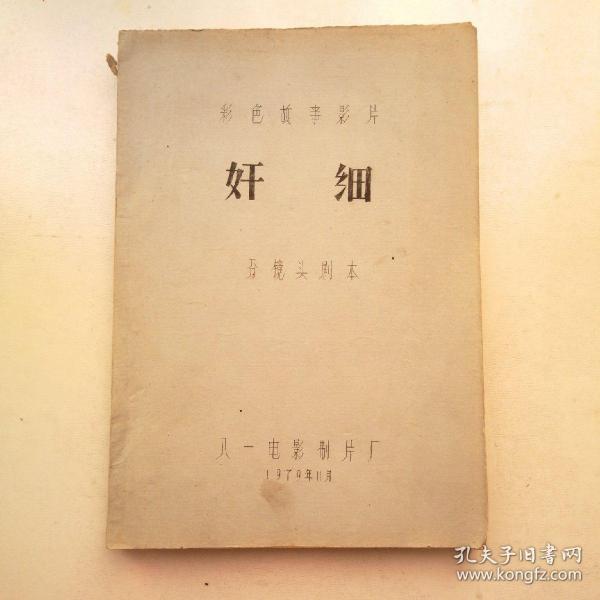 彩色故事影片
奸细
分镜头剧本
八一电影制片厂
1979年11月
孔夫子旧书网
www.kongfz.com